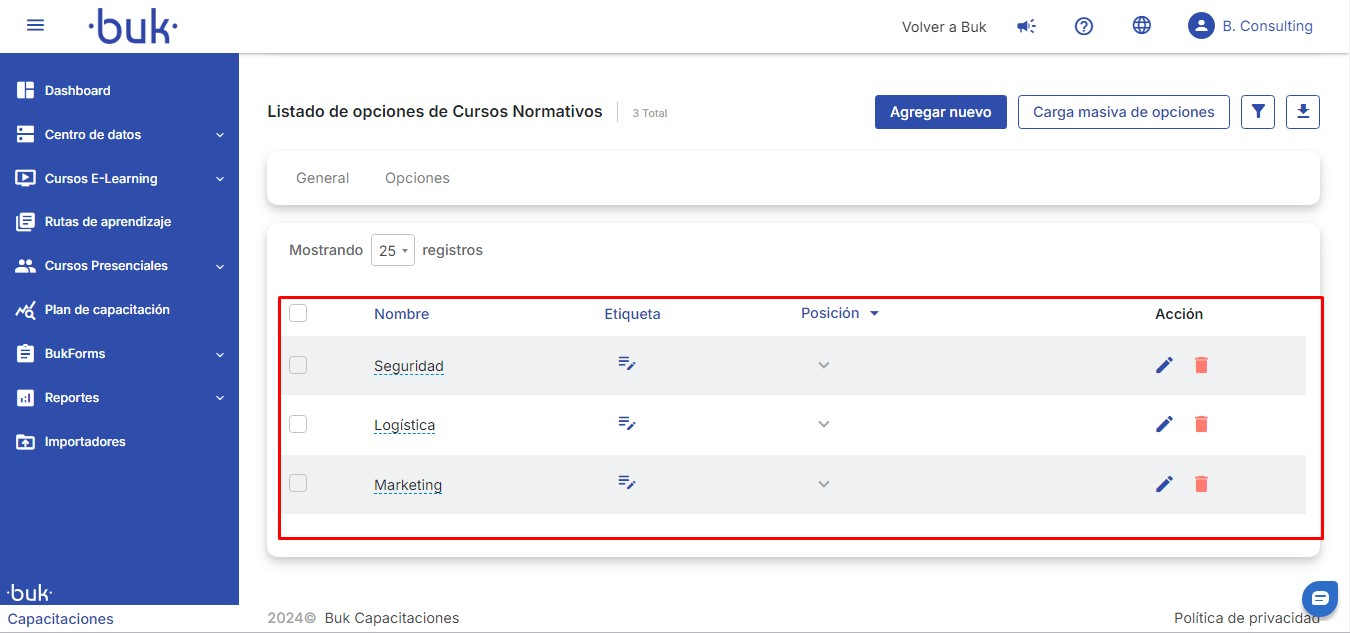 ·buk·
Volver a Buk
B. Consulting
Dashboard
Centro de datos
Cursos E-Learning
Rutas de aprendizaje
Cursos Presenciales
Plan de capacitación
BukForms
Reportes
Importadores
·buk·
Capacitaciones
Listado de opciones de Cursos Normativos
3 Total
Agregar nuevo
Carga masiva de opciones
General Opciones
Mostrando 25 registros
Nombre Etiqueta Posición Acción
Seguridad
Logística
Marketing
2024© Buk Capacitaciones
Política de privacidad